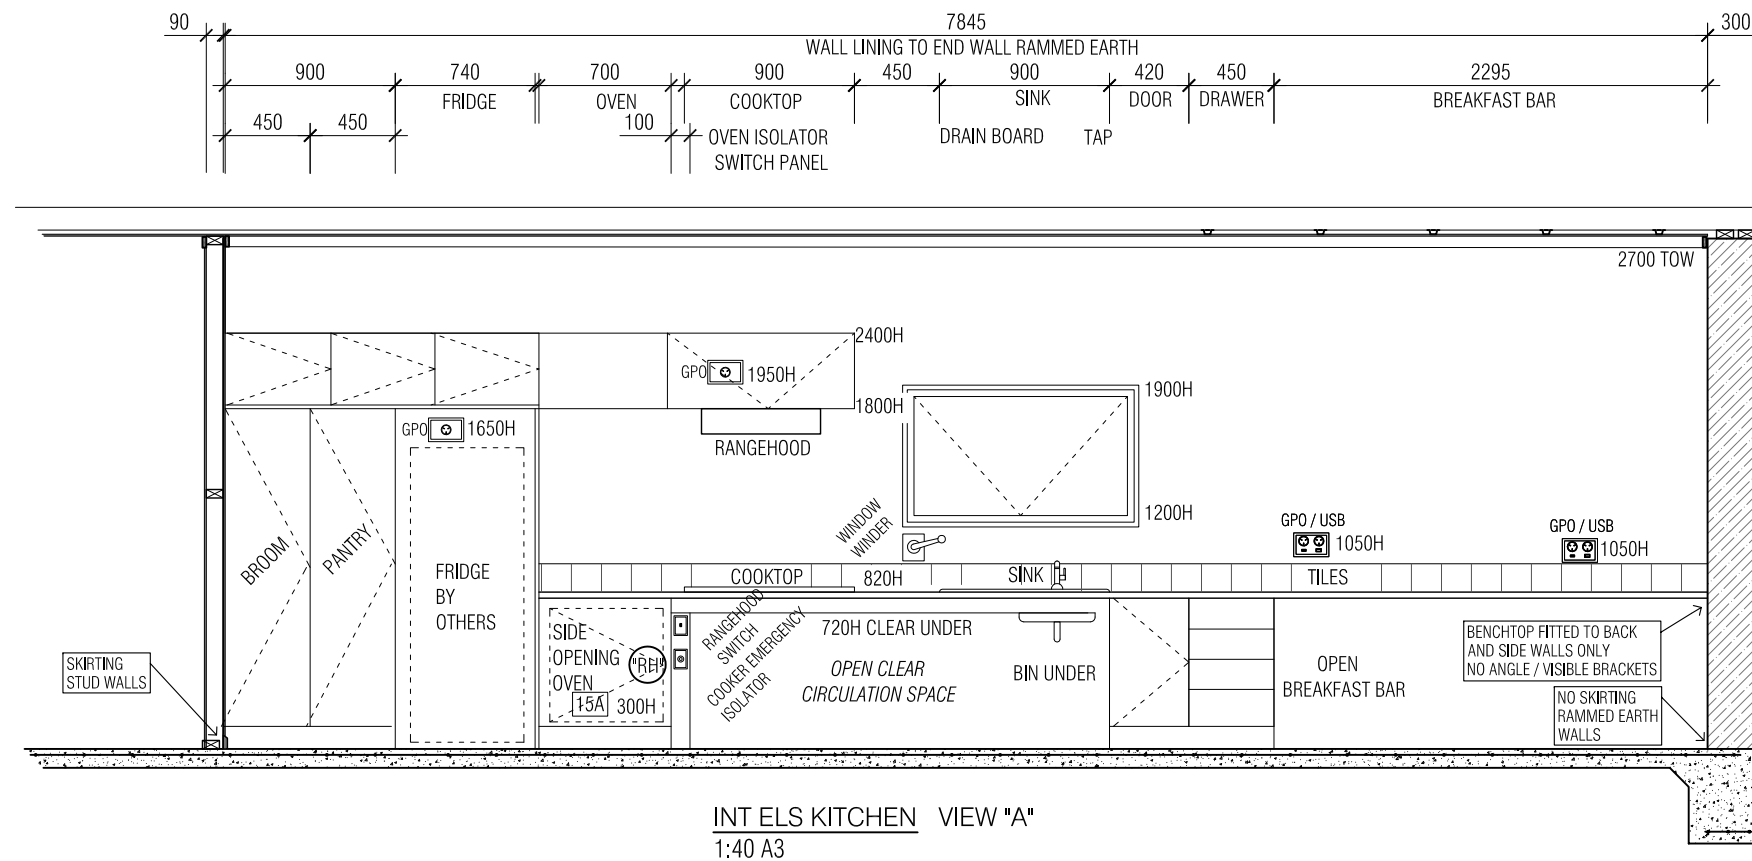 90
7845
300
WALL LINING TO END WALL RAMMED EARTH
900
740
700
900
450
900
420
450
2295
FRIDGE
OVEN
COOKTOP
SINK
DOOR
DRAWER
BREAKFAST BAR
450
450
100
OVEN ISOLATOR
SWITCH PANEL
DRAIN BOARD
TAP
2700 TOW
2400H
GPO
1950H
1800H
GPO
1650H
RANGEHOOD
1900H
1200H
WINDOW
WINDER
GPO / USB
1050H
GPO / USB
1050H
BROOM
PANTRY
FRIDGE
BY
OTHERS
COOKTOP
820H
SINK
TILES
SIDE
OPENING
OVEN
"RH"
15A
300H
RANGEHOOD
SWITCH
COOKER EMERGENCY
ISOLATOR
720H CLEAR UNDER
OPEN CLEAR
CIRCULATION SPACE
BIN UNDER
OPEN
BREAKFAST BAR
BENCHTOP FITTED TO BACK
AND SIDE WALLS ONLY
NO ANGLE / VISIBLE BRACKETS
SKIRTING
STUD WALLS
NO SKIRTING
RAMMED EARTH
WALLS
INT ELS KITCHEN VIEW "A"
1:40 A3